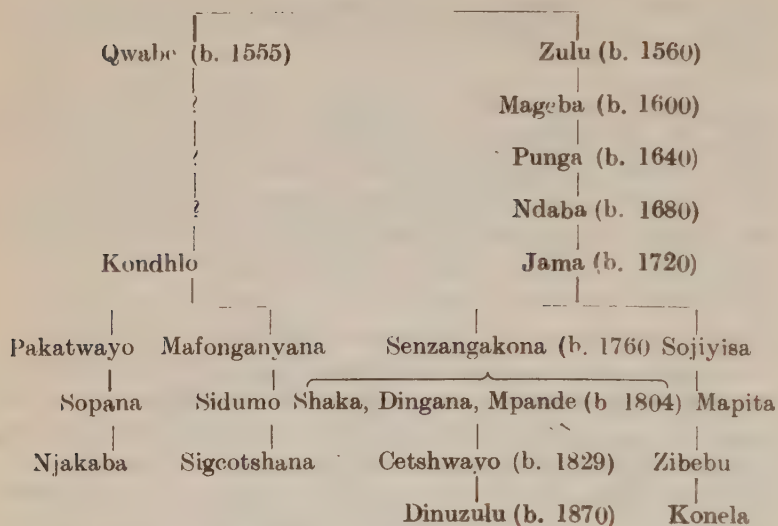 Qwabe (b. 1555) Zulu (b. 1560)
? Mageba (b. 1600)
? Punga (b. 1640)
? Ndaba (b. 1680)
Kondhlo Jama (b. 1720)
Pakatwayo Mafonganyana Senzangakona (b. 1760 Sojiyisa
Sopana Sidumo Shaka, Dingana, Mpande (b 1804) Mapita
Njakaba Sigcotshana Cetshwayo (b. 1829) Zibebu
Dinuzulu (b. 1870) Konela